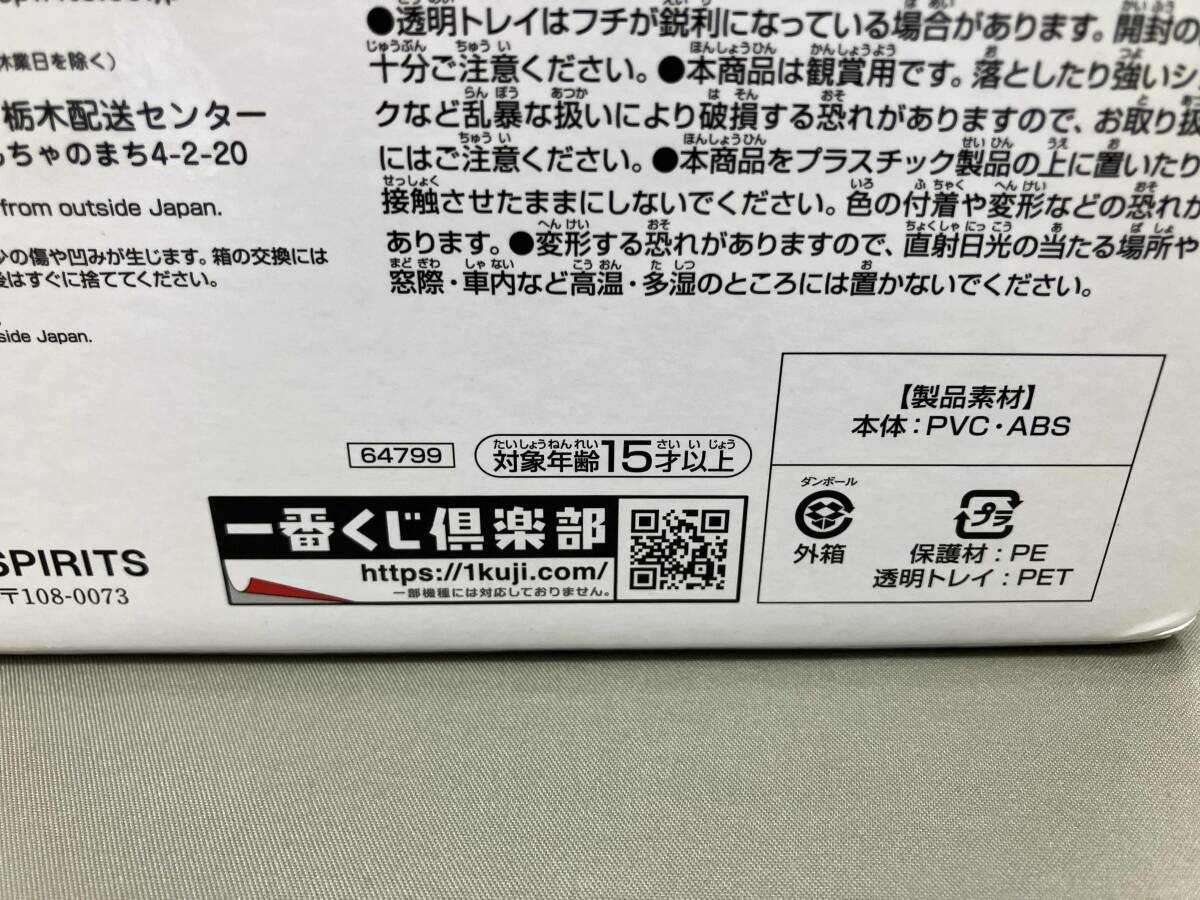 休業日を除く)
栃木配送センター
ちゃのまち4-2-20
from outside Japan.
の傷や凹みが生じます。箱の交換には
はすぐに捨ててください。
side Japan.
SPIRITS
〒108-0073
●透明トレイはフチが鋭利になっている場合があります。開封の
十分ご注意ください。●本商品は観賞用です。落としたり強いシ
クなど乱暴な扱いにより破損する恐れがありますので、お取り扱
にはご注意ください。●本商品をプラスチック製品の上に置いたり
接触させたままにしないでください。色の付着や変形などの恐れが
あります。●変形する恐れがありますので、直射日光の当たる場所や
窓際・車内など高温・多湿のところには置かないでください。
64799
たいしょうねんれい さい いじょう
対象年齢15才以上
一番くじ倶楽部
https://1kuji.com/
一部機種には対応しておりません。
【製品素材】
本体:PVC・ABS
ダンボール
外箱
プラ
保護材:PE
透明トレイ:PET